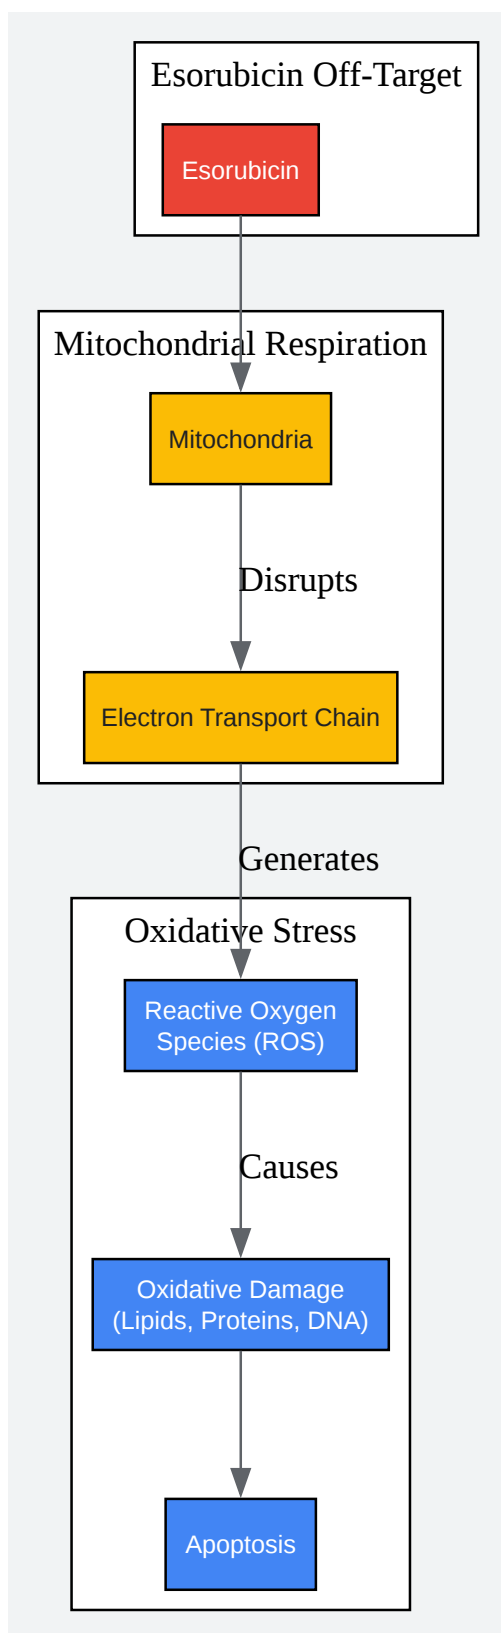 Esorubicin Off-Target
Esorubicin
Mitochondrial Respiration
Mitochondria
Disrupts
Electron Transport Chain
Generates
Oxidative Stress
Reactive Oxygen
Species (ROS)
Causes
Oxidative Damage
(Lipids, Proteins, DNA)
Apoptosis